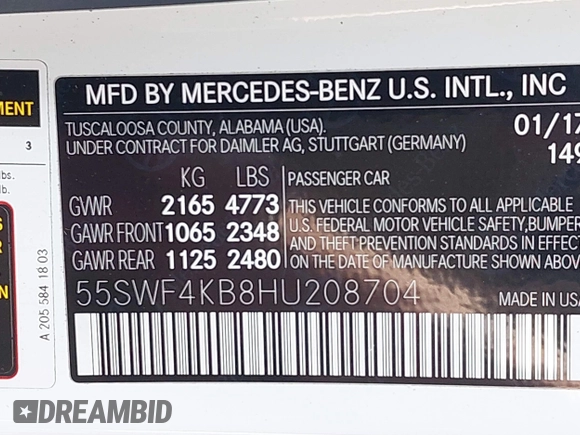 MFD BY MERCEDES-BENZ U.S. INTL., INC
TUSCALOOSA COUNTY, ALABAMA (USA). 01/17
UNDER CONTRACT FOR DAIMLER AG, STUTTGART (GERMANY) 149
KG LBS PASSENGER CAR
GVWR 2165 4773 THIS VEHICLE CONFORMS TO ALL APPLICABLE
GAWR FRONT 1065 2348 U.S. FEDERAL MOTOR VEHICLE SAFETY, BUMPER
GAWR REAR 1125 2480 AND THEFT PREVENTION STANDARDS IN EFFECT
ON THE DATE OF MANUFACTURE SHOWN ABOVE
55SWF4KB8HU208704 MADE IN USA
MENT
3
lbs.
lb.
A 205 584 18 03
DREAMBID